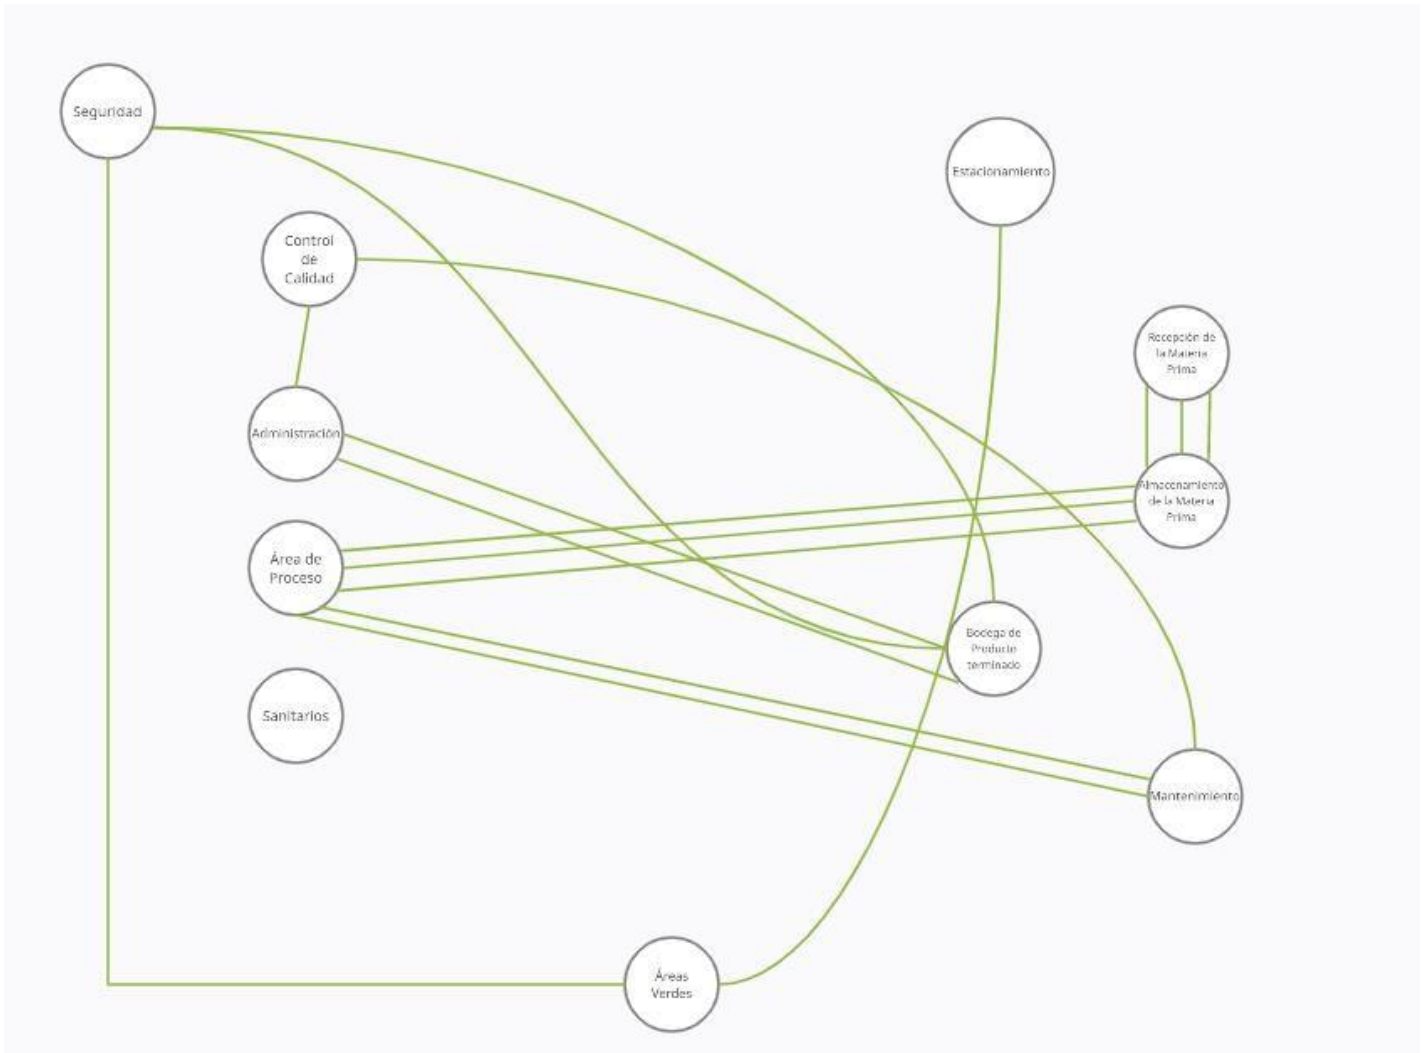 Seguridad
Estacionamiento
Control
de
Calidad
Recepción de
la Materia
Prima
Administración
Almacenamiento
de la Materia
Prima
Área de
Proceso
Bodega de
Producto
terminado
Sanitarios
Mantenimiento
Áreas
Verdes